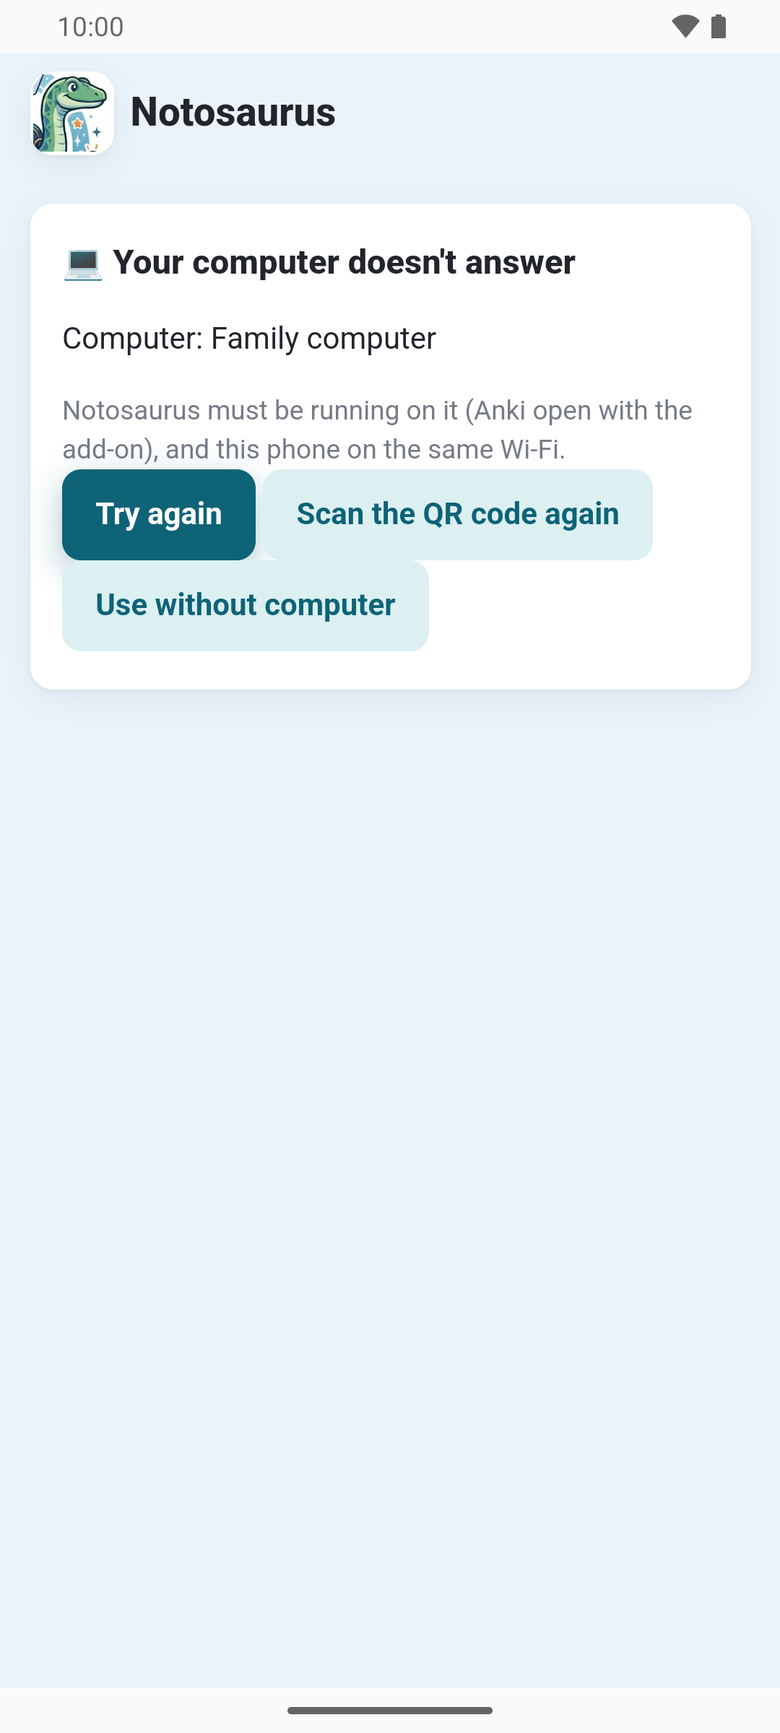 10:00
Notosaurus
Your computer doesn't answer
Computer: Family computer
Notosaurus must be running on it (Anki open with the
add-on), and this phone on the same Wi-Fi.
Try again
Scan the QR code again
Use without computer